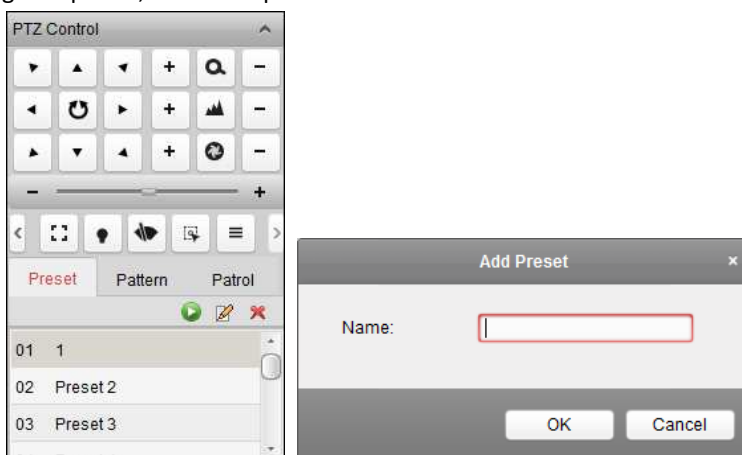 PTZ Control
Preset Pattern Patrol
01 1
02 Preset 2
03 Preset 3
Add Preset
Name:
OK Cancel